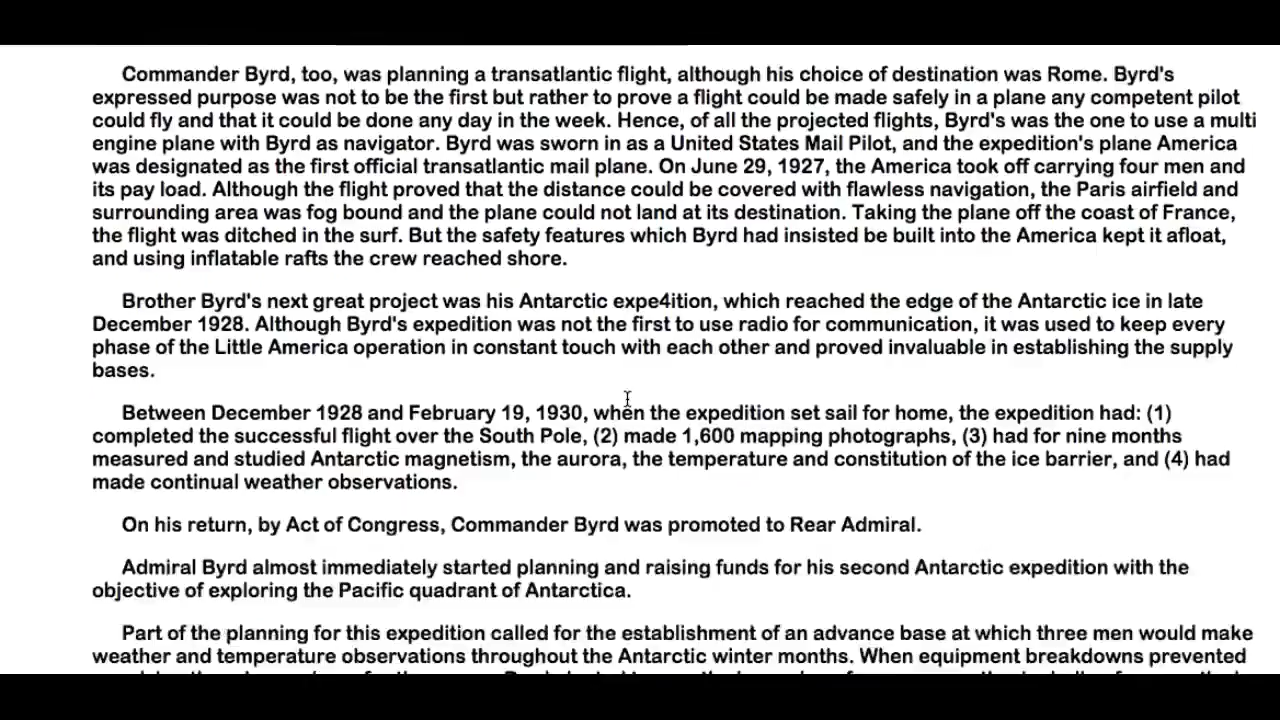 Commander Byrd, too, was planning a transatlantic flight, although his choice of destination was Rome. Byrd's
expressed purpose was not to be the first but rather to prove a flight could be made safely in a plane any competent pilot
could fly and that it could be done any day in the week. Hence, of all the projected flights, Byrd's was the one to use a multi
engine plane with Byrd as navigator. Byrd was sworn in as a United States Mail Pilot, and the expedition's plane America
was designated as the first official transatlantic mail plane. On June 29, 1927, the America took off carrying four men and
its pay load. Although the flight proved that the distance could be covered with flawless navigation, the Paris airfield and
surrounding area was fog bound and the plane could not land at its destination. Taking the plane off the coast of France,
the flight was ditched in the surf. But the safety features which Byrd had insisted be built into the America kept it afloat,
and using inflatable rafts the crew reached shore.
Brother Byrd's next great project was his Antarctic expe4ition, which reached the edge of the Antarctic ice in late
December 1928. Although Byrd's expedition was not the first to use radio for communication, it was used to keep every
phase of the Little America operation in constant touch with each other and proved invaluable in establishing the supply
bases.
Between December 1928 and February 19, 1930, when the expedition set sail for home, the expedition had: (1)
completed the successful flight over the South Pole, (2) made 1,600 mapping photographs, (3) had for nine months
measured and studied Antarctic magnetism, the aurora, the temperature and constitution of the ice barrier, and (4) had
made continual weather observations.
On his return, by Act of Congress, Commander Byrd was promoted to Rear Admiral.
Admiral Byrd almost immediately started planning and raising funds for his second Antarctic expedition with the
objective of exploring the Pacific quadrant of Antarctica.
Part of the planning for this expedition called for the establishment of an advance base at which three men would make
weather and temperature observations throughout the Antarctic winter months. When equipment breakdowns prevented